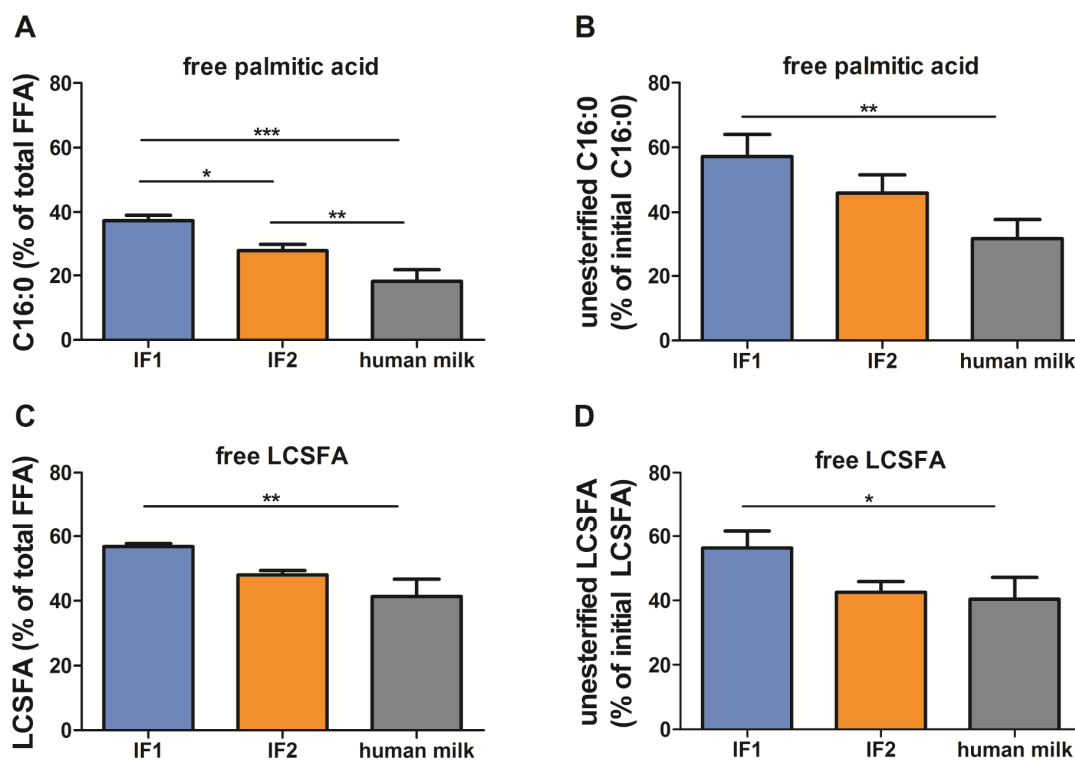 A
free palmitic acid
C16:0 (% of total FFA)
80
60
40
20
0
***
*
**
IF1 IF2 human milk
B
free palmitic acid
unesterified C16:0
(% of initial C16:0)
80
60
40
20
0
**
IF1 IF2 human milk
C
free LCSFA
LCSFA (% of total FFA)
80
60
40
20
0
**
IF1 IF2 human milk
D
free LCSFA
unesterified LCSFA
(% of initial LCSFA)
80
60
40
20
0
*
IF1 IF2 human milk